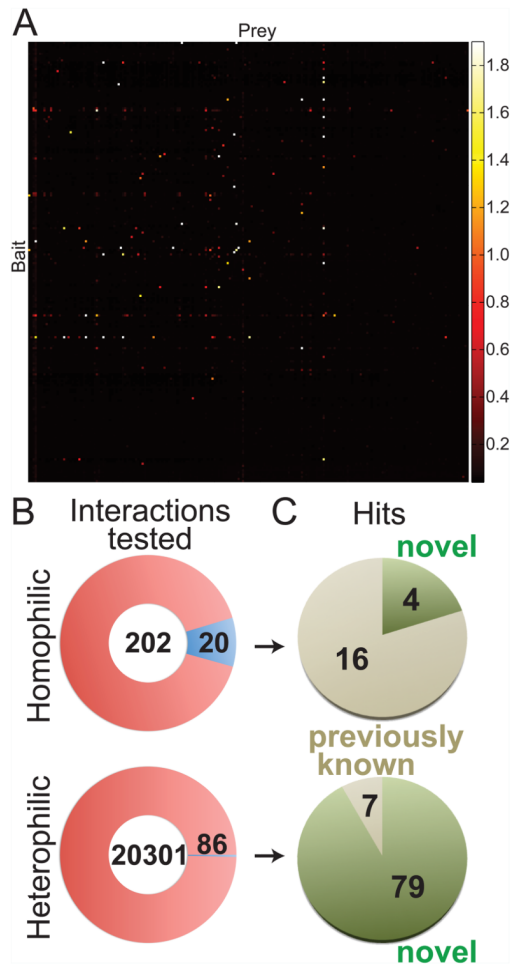 A
Prey
Bait
1.8
1.6
1.4
1.2
1.0
0.8
0.6
0.4
0.2
B
Interactions
tested
C
Hits
Homophilic
202
20
novel
4
16
previously
known
Heterophilic
20301
86
7
79
novel